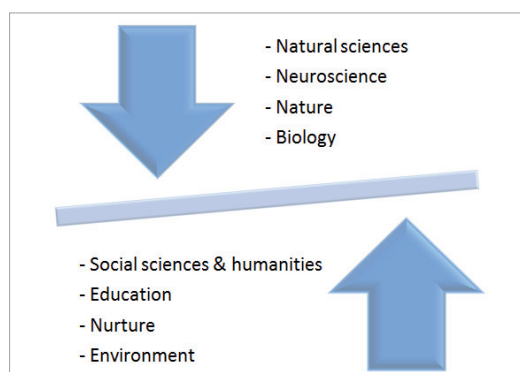 - Natural sciences
- Neuroscience
- Nature
- Biology
- Social sciences & humanities
- Education
- Nurture
- Environment